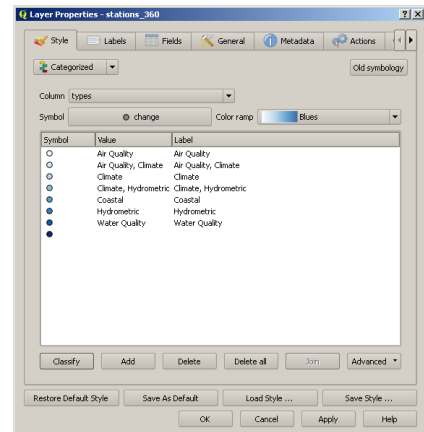 Layer Properties - stations_360
Style Labels Fields General Metadata Actions
Categorized Old symbology
Column types
Symbol change Color ramp Blues
Symbol Value Label
Air Quality Air Quality
Air Quality, Climate Air Quality, Climate
Climate Climate
Climate, Hydrometric Climate, Hydrometric
Coastal Coastal
Hydrometric Hydrometric
Water Quality Water Quality
Classify Add Delete Delete all Join Advanced
Restore Default Style Save As Default Load Style ... Save Style ...
OK Cancel Apply Help